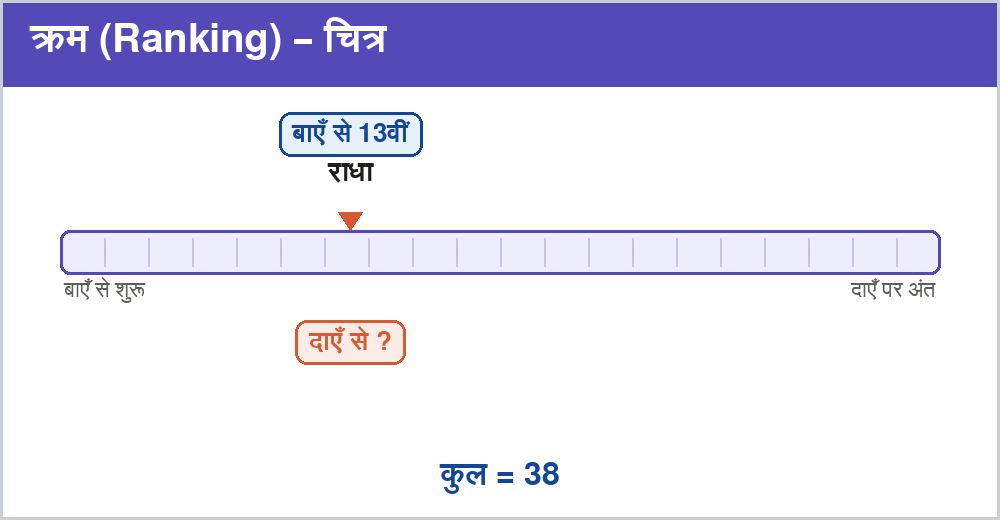 क्रम (Ranking) – चित्र
बाएँ से 13वीं
राधा
बाएँ से शुरू
दाएँ पर अंत
दाएँ से ?
कुल = 38